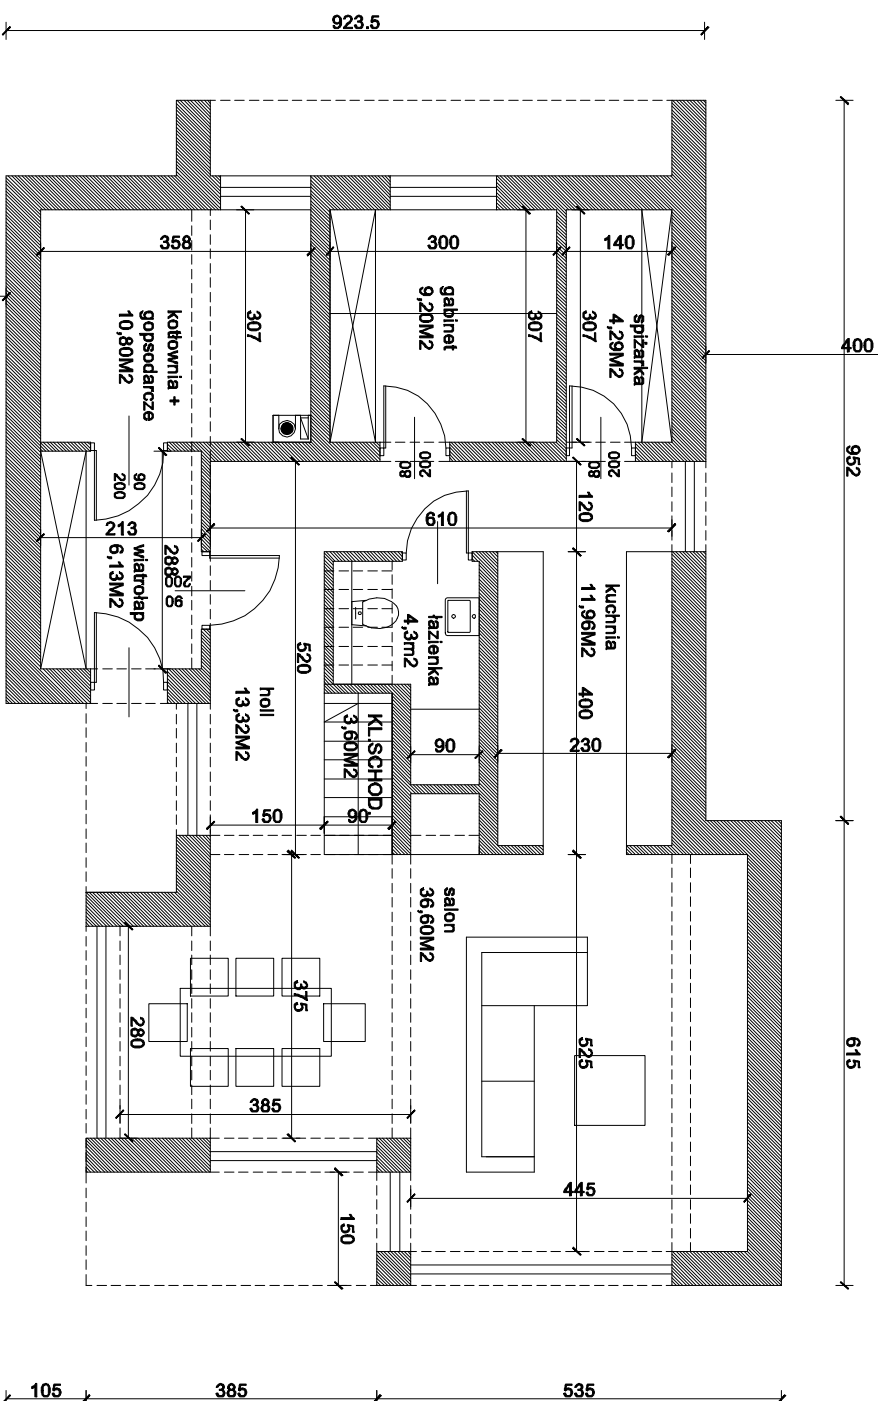 923.5
358
300
140
kotłownia +
gopsodarcze
10,80M2
307
gabinet
9,20M2
307
307
spiżarka
4,29M2
400
952
90
200
200
80
200
80
213
610
120
wiatrołap
6,13M2
288
200
90
łazienka
4,3m2
kuchnia
11,96M2
520
holl
13,32M2
KL.SCHOD.
3,60M2
400
90
230
150
90
salon
36,60M2
375
280
525
615
385
445
150
105
385
535